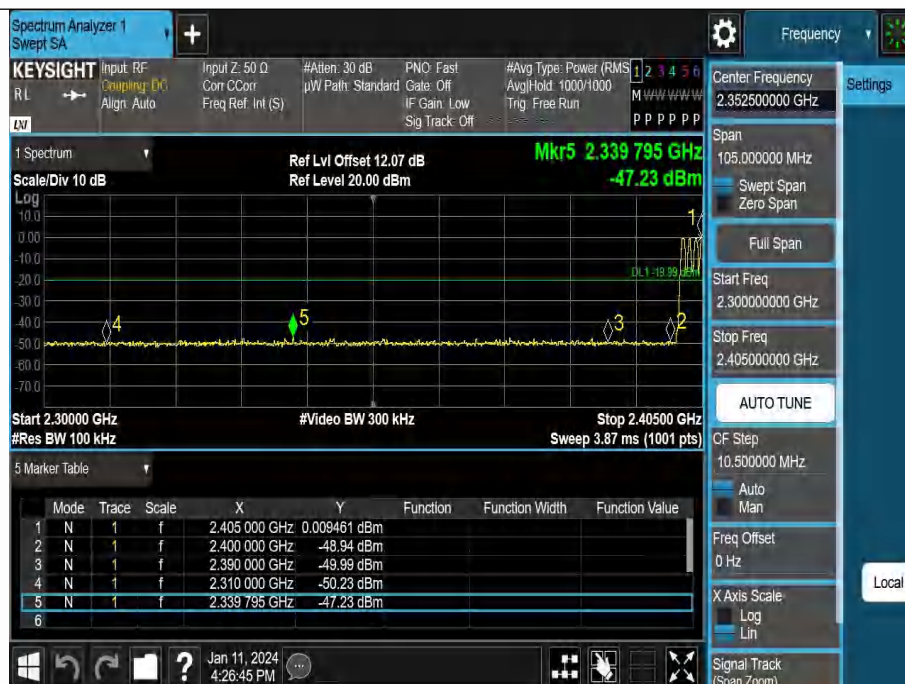 Spectrum Analyzer 1
Swept SA
Frequency
KEYSIGHT
Input: RF
Input Z: 50 Ω
#Atten: 30 dB
PNO: Fast
#Avg Type: Power (RMS
1 2 3 4 5 6
RL
Coupling: DC
Corr CCorr
µW Path: Standard
Gate: Off
Avg|Hold: 1000/1000
M W W W W W
Align: Auto
Freq Ref: Int (S)
IF Gain: Low
Trig: Free Run
Sig Track: Off
P P P P P P
LXI
1 Spectrum
Ref Lvl Offset 12.07 dB
Mkr5 2.339 795 GHz
Scale/Div 10 dB
Ref Level 20.00 dBm
-47.23 dBm
Log
10.0
0.00
-10.0
-20.0
-30.0
-40.0
-50.0
-60.0
-70.0
1
DL1 -19.99 dBm
4
5
3
2
Start 2.30000 GHz
#Video BW 300 kHz
Stop 2.40500 GHz
#Res BW 100 kHz
Sweep 3.87 ms (1001 pts)
5 Marker Table
Mode Trace Scale X Y Function Function Width Function Value
1 N 1 f 2.405 000 GHz 0.009461 dBm
2 N 1 f 2.400 000 GHz -48.94 dBm
3 N 1 f 2.390 000 GHz -49.99 dBm
4 N 1 f 2.310 000 GHz -50.23 dBm
5 N 1 f 2.339 795 GHz -47.23 dBm
6
Jan 11, 2024
4:26:45 PM
Center Frequency
2.352500000 GHz
Settings
Span
105.000000 MHz
Swept Span
Zero Span
Full Span
Start Freq
2.300000000 GHz
Stop Freq
2.405000000 GHz
AUTO TUNE
CF Step
10.500000 MHz
Auto
Man
Freq Offset
0 Hz
Local
X Axis Scale
Log
Lin
Signal Track
(Span Zoom)